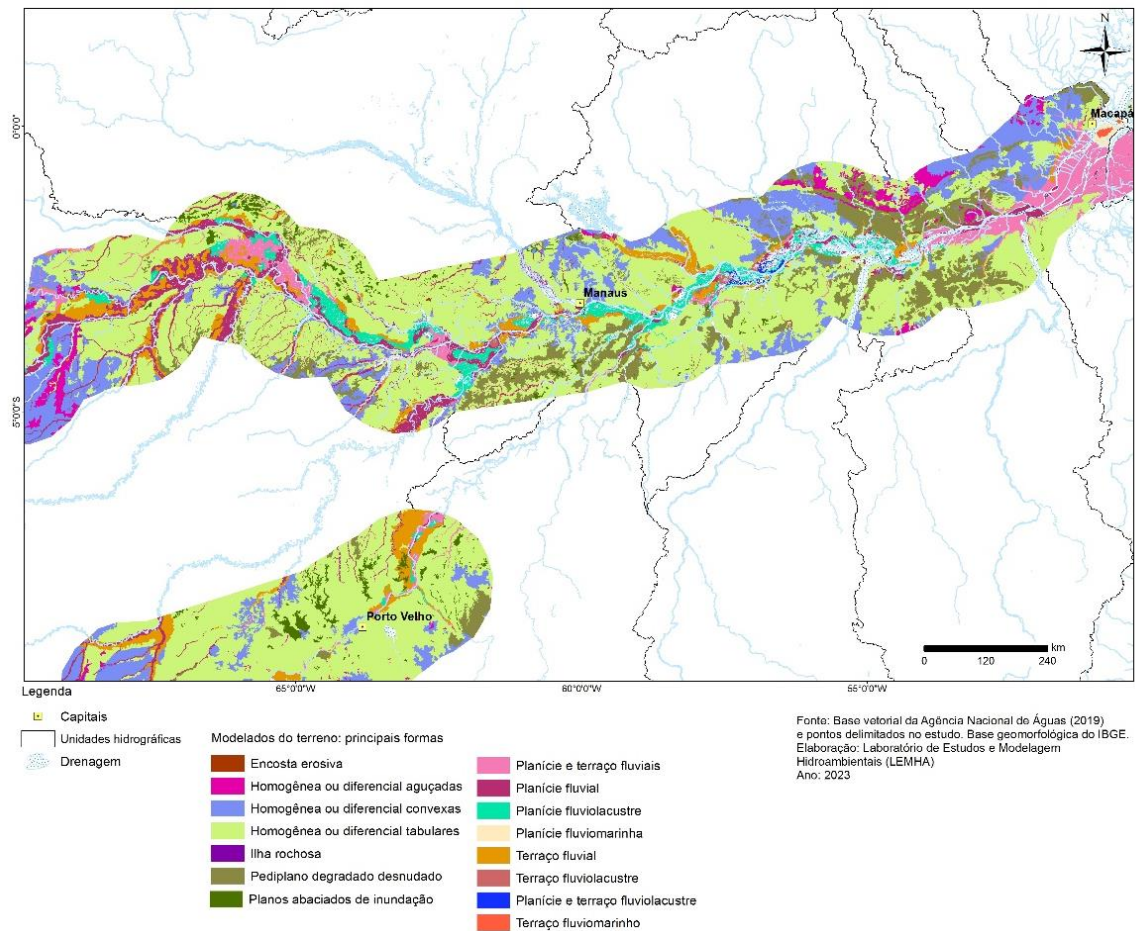 N
Macapá
0°0'0"
Manaus
5°0'0"S
Porto Velho
km
0 120 240
65°0'0"W
60°0'0"W
55°0'0"W
Legenda
Capitais
Unidades hidrográficas
Drenagem
Modelados do terreno: principais formas
Encosta erosiva
Homogênea ou diferencial aguçadas
Homogênea ou diferencial convexas
Homogênea ou diferencial tabulares
Ilha rochosa
Pediplano degradado desnudado
Planos abaciados de inundação
Planície e terraço fluviais
Planície fluvial
Planície fluviolacustre
Planície fluviomarinha
Terraço fluvial
Terraço fluviolacustre
Planície e terraço fluviolacustre
Terraço fluviomarinho
Fonte: Base vetorial da Agência Nacional de Águas (2019)
e pontos delimitados no estudo. Base geomorfológica do IBGE.
Elaboração: Laboratório de Estudos e Modelagem
Hidroambientais (LEMHA)
Ano: 2023